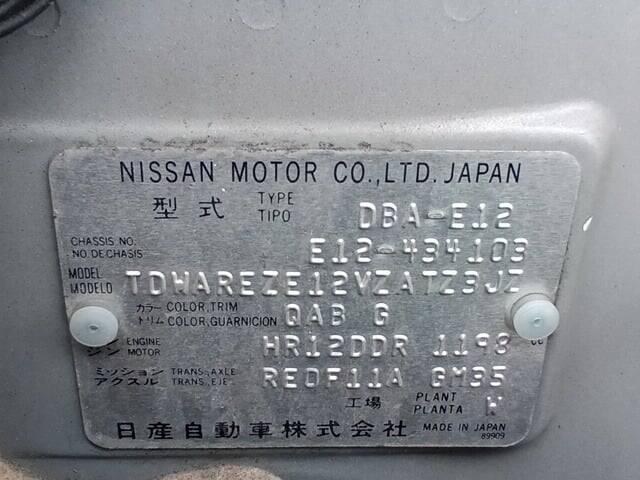 NISSAN MOTOR CO.,LTD. JAPAN
型式 TYPE TIPO DBA-E12
CHASSIS NO. NO.DE CHASIS E12-434103
MODEL MODELO TDWAREZE12VZATZ3JZ
カラー COLOR,TRIM
トリム COLOR,GUARNICION QAB G
ENGINE
ジン MOTOR HR12DDR 1198 cc
ミッション TRANS,AXLE
アクスル TRANS,EJE. RE0F11A GM35
工場 PLANT PLANTA W
日産自動車株式会社 MADE IN JAPAN
89909